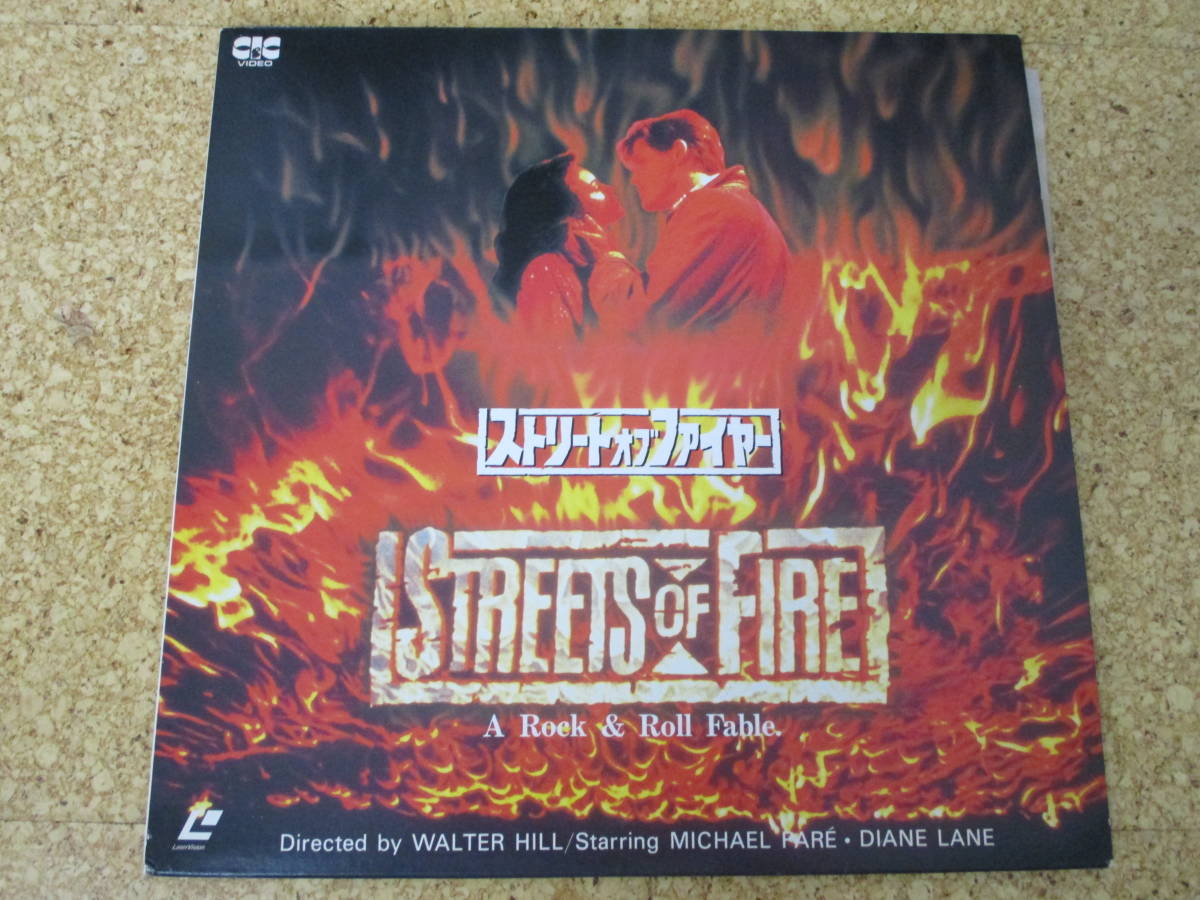 CIC
VIDEO
ストリート・オブ・ファイヤー
STREETS OF FIRE
A Rock & Roll Fable.
LaserVision
Directed by WALTER HILL/Starring MICHAEL PARÉ・DIANE LANE